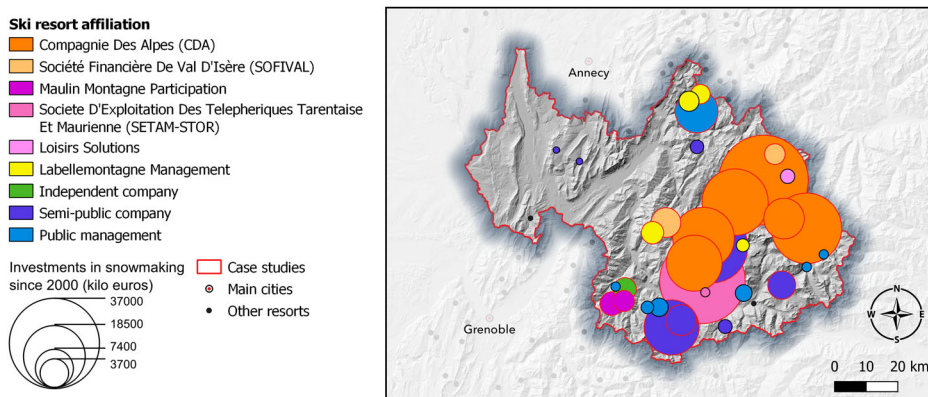 Ski resort affiliation
Compagnie Des Alpes (CDA)
Société Financière De Val D'Isère (SOFIVAL)
Maulin Montagne Participation
Societe D'Exploitation Des Telepheriques Tarentaise
Et Maurienne (SETAM-STOR)
Loisirs Solutions
Labellemontagne Management
Independent company
Semi-public company
Public management
Investments in snowmaking
since 2000 (kilo euros)
37000
18500
7400
3700
Case studies
Main cities
Other resorts
Annecy
Grenoble
N
W
E
S
0 10 20 km